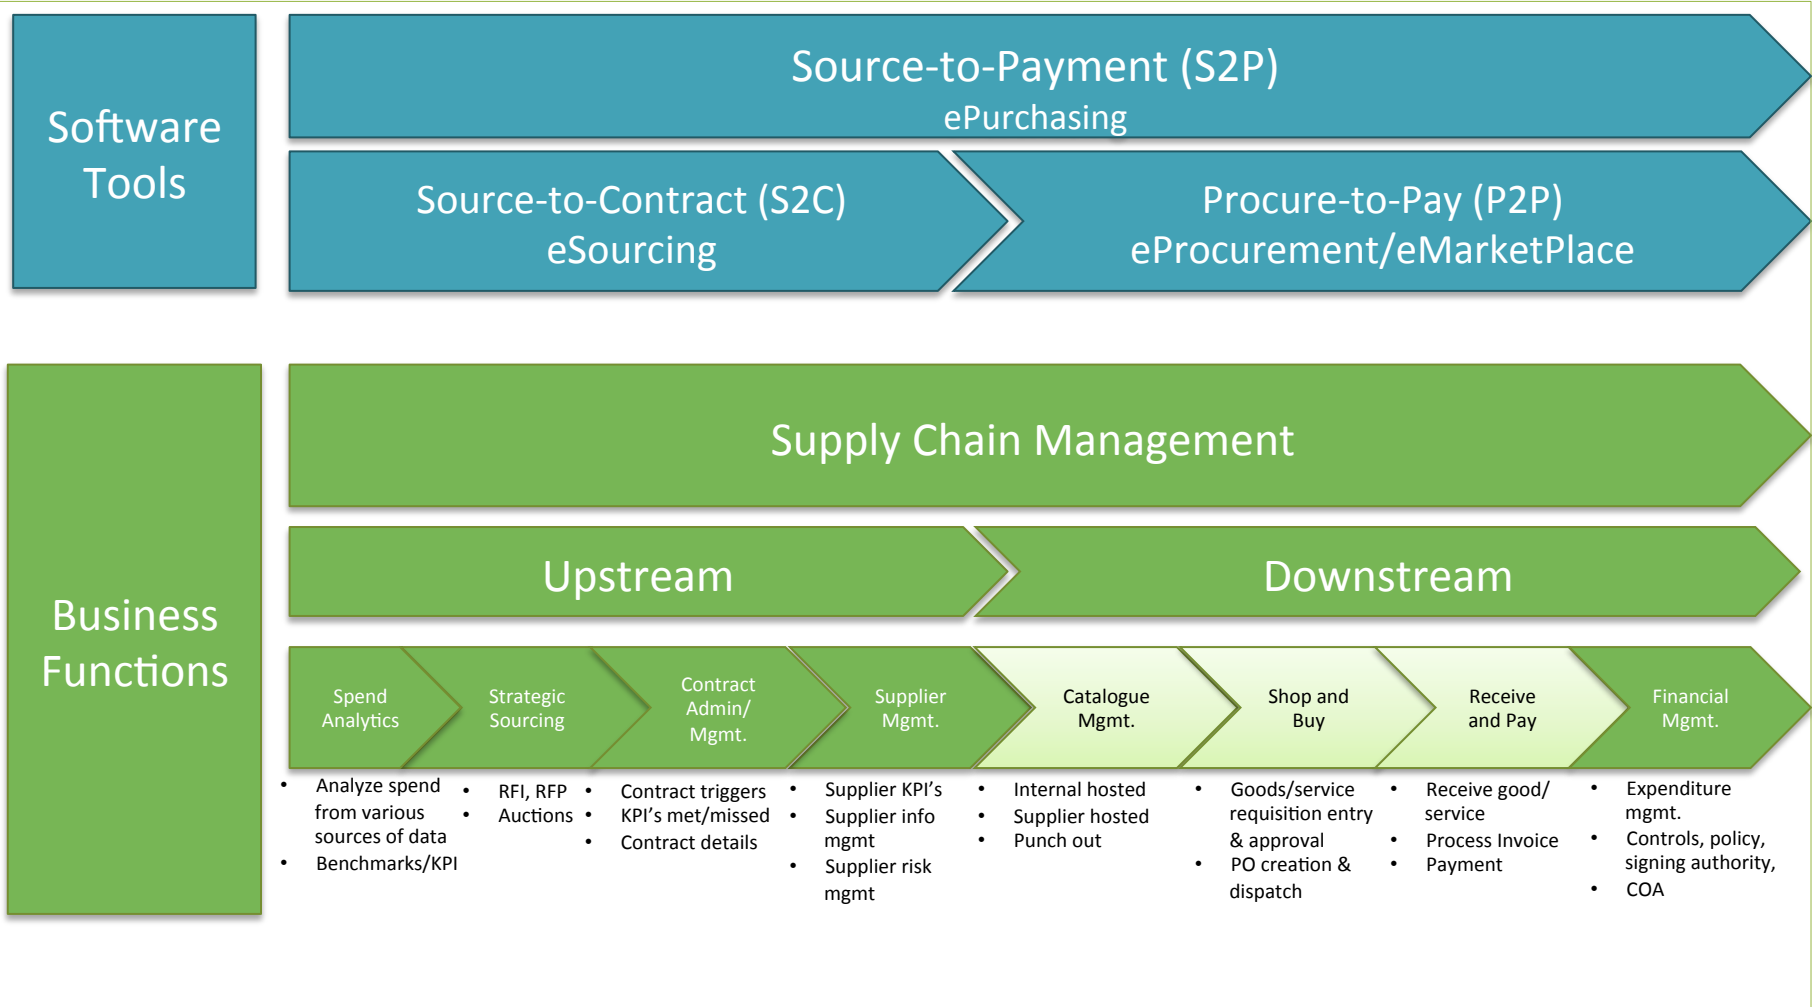 Software
Tools
Source-to-Payment (S2P)
ePurchasing
Source-to-Contract (S2C)
eSourcing
Procure-to-Pay (P2P)
eProcurement/eMarketPlace
Business
Functions
Supply Chain Management
Upstream
Downstream
Spend
Analytics
Strategic
Sourcing
Contract
Admin/
Mgmt.
Supplier
Mgmt.
Catalogue
Mgmt.
Shop and
Buy
Receive
and Pay
Financial
Mgmt.
• Analyze spend
from various
sources of data
• Benchmarks/KPI
• RFI, RFP
• Auctions
• Contract triggers
• KPI's met/missed
• Contract details
• Supplier KPI's
• Supplier info
mgmt
• Supplier risk
mgmt
• Internal hosted
• Supplier hosted
• Punch out
• Goods/service
requisition entry
& approval
• PO creation &
dispatch
• Receive good/
service
• Process Invoice
• Payment
• Expenditure
mgmt.
• Controls, policy,
signing authority,
• COA